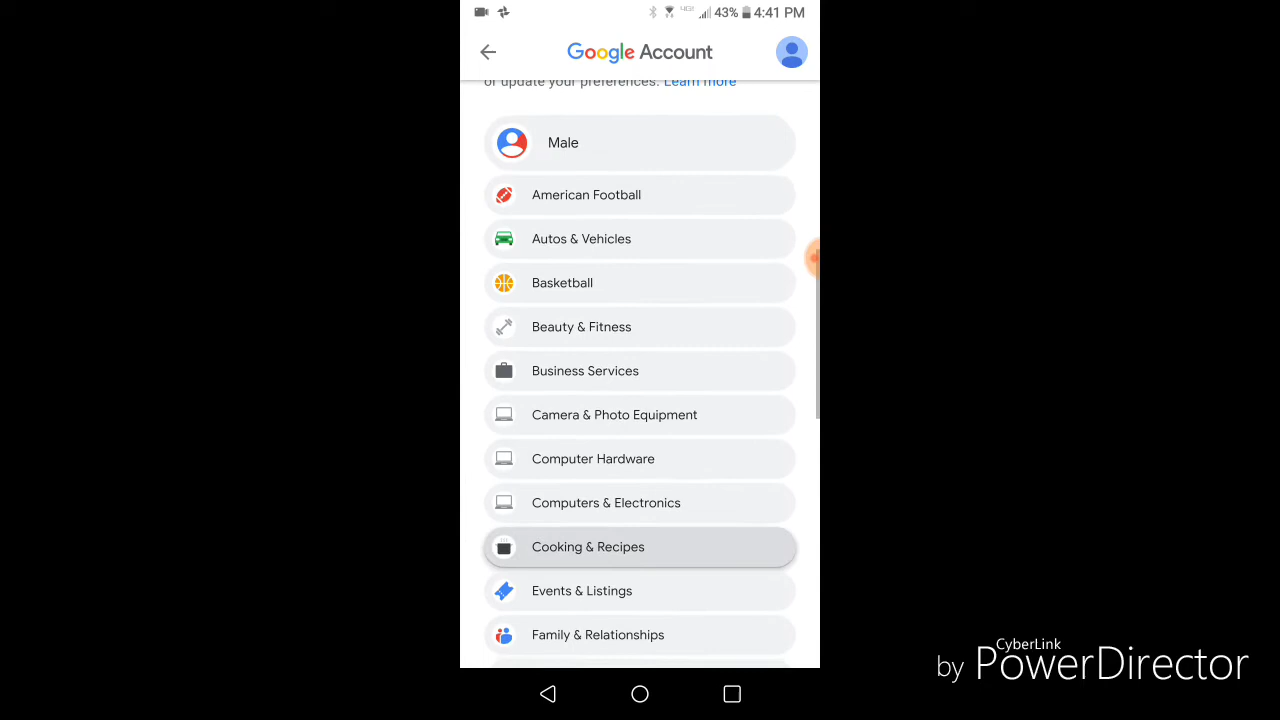 43% 4:41 PM
Google Account
or update your preferences. Learn more
Male
American Football
Autos & Vehicles
Basketball
Beauty & Fitness
Business Services
Camera & Photo Equipment
Computer Hardware
Computers & Electronics
Cooking & Recipes
Events & Listings
Family & Relationships
CyberLink
by PowerDirector